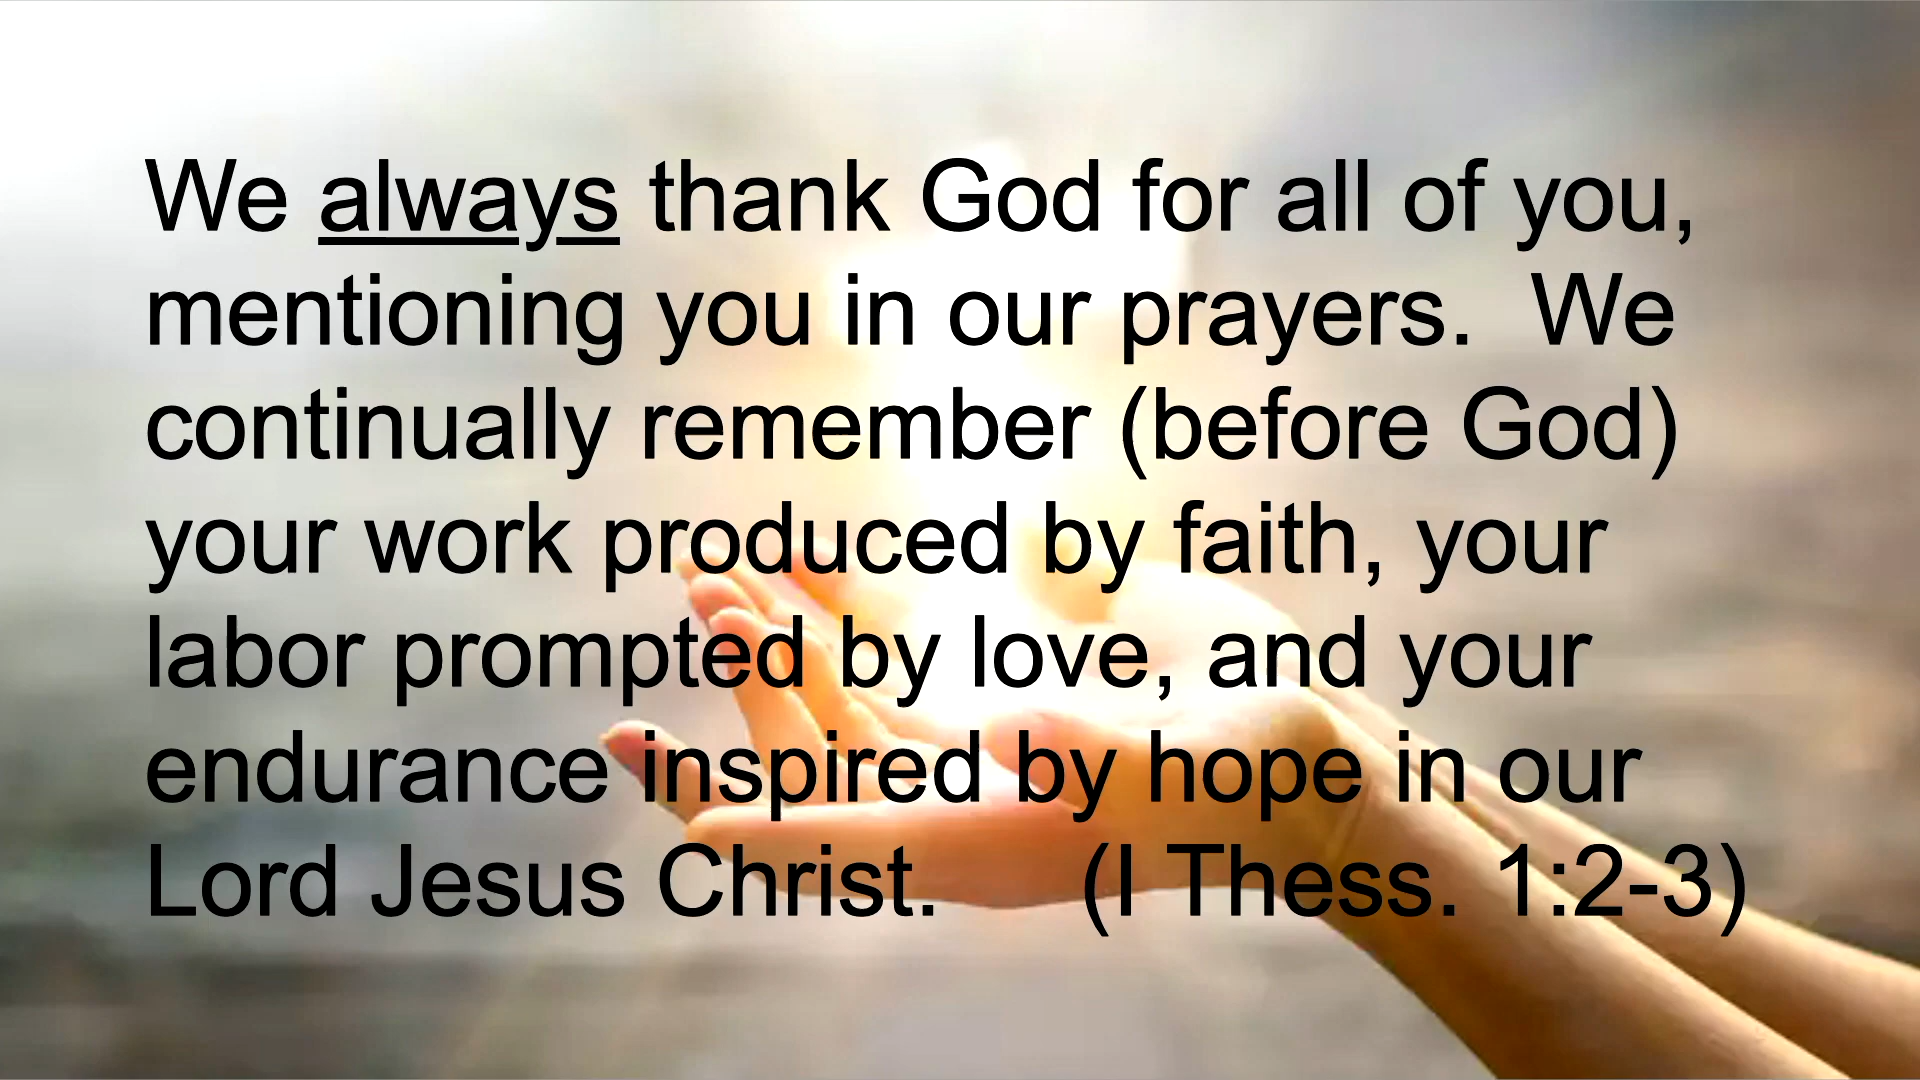 We always thank God for all of you,
mentioning you in our prayers.  We
continually remember (before God)
your work produced by faith, your
labor prompted by love, and your
endurance inspired by hope in our
Lord Jesus Christ.     (I Thess. 1:2-3)